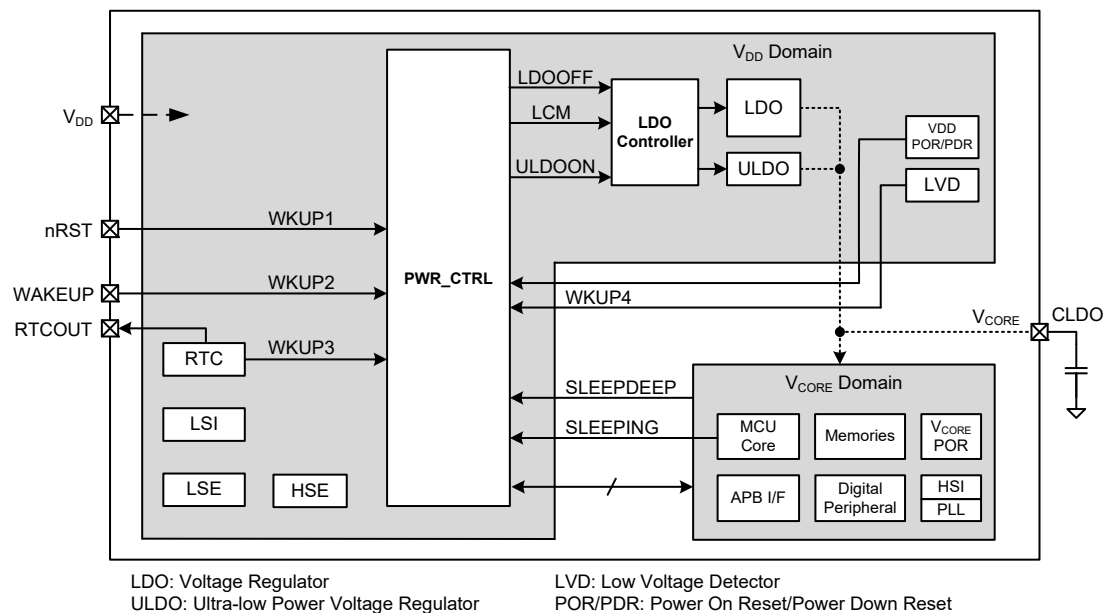 V_DD Domain
LDOOFF
LCM
ULDOON
LDO
Controller
LDO
ULDO
VDD
POR/PDR
LVD
V_DD
nRST
WKUP1
WAKEUP
WKUP2
PWR_CTRL
WKUP4
RTCOUT
RTC
WKUP3
V_CORE
CLDO
LSI
LSE
HSE
SLEEPDEEP
SLEEPING
V_CORE Domain
MCU
Core
Memories
V_CORE
POR
APB I/F
Digital
Peripheral
HSI
PLL
LDO: Voltage Regulator
LVD: Low Voltage Detector
ULDO: Ultra-low Power Voltage Regulator
POR/PDR: Power On Reset/Power Down Reset